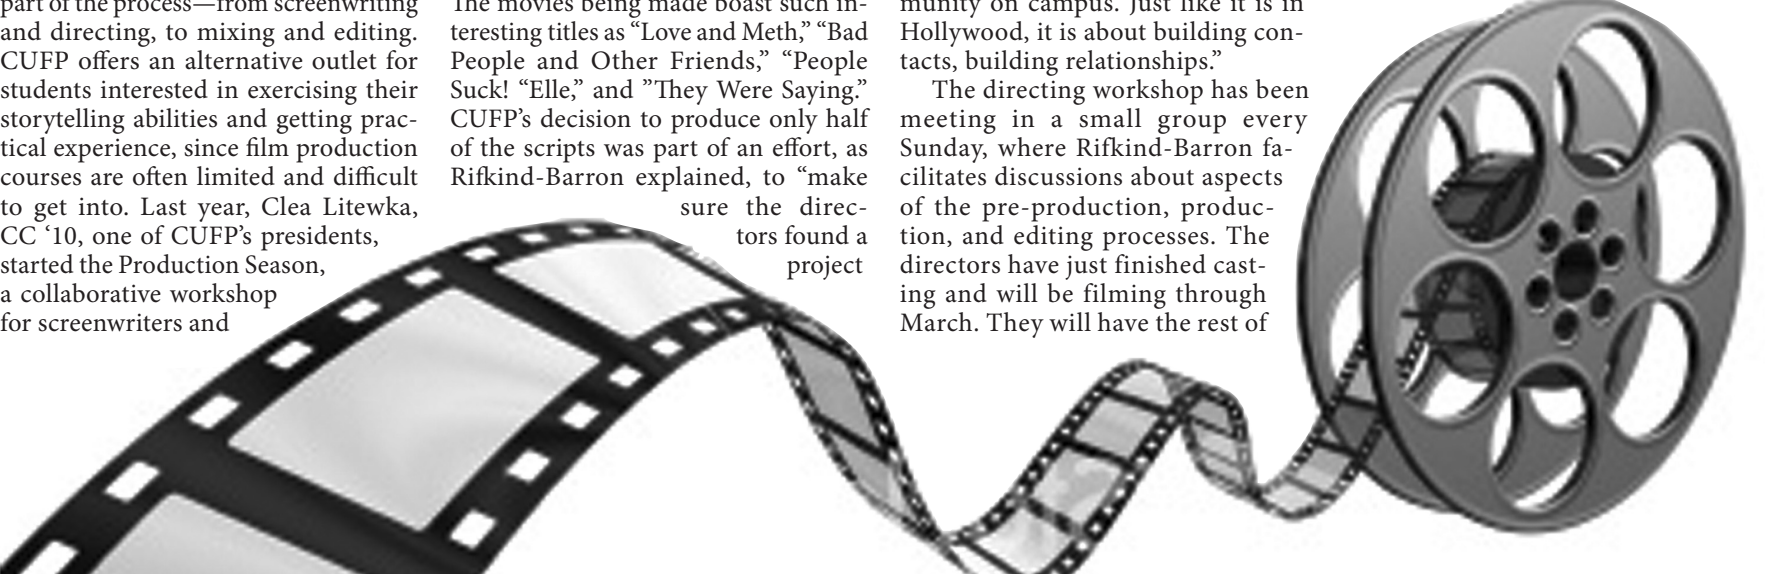 part of the process—from screenwriting
and directing, to mixing and editing.
CUFP offers an alternative outlet for
students interested in exercising their
storytelling abilities and getting prac-
tical experience, since film production
courses are often limited and difficult
to get into. Last year, Clea Litewka,
CC ‘10, one of CUFP’s presidents,
started the Production Season,
a collaborative workshop
for screenwriters and
The movies being made boast such in-
teresting titles as “Love and Meth,” “Bad
People and Other Friends,” “People
Suck! “Elle,” and ”They Were Saying.”
CUFP’s decision to produce only half
of the scripts was part of an effort, as
Rifkind-Barron explained, to “make
sure the direc-
tors found a
project
munity on campus. Just like it is in
Hollywood, it is about building con-
tacts, building relationships.”
The directing workshop has been
meeting in a small group every
Sunday, where Rifkind-Barron fa-
cilitates discussions about aspects
of the pre-production, produc-
tion, and editing processes. The
directors have just finished cast-
ing and will be filming through
March. They will have the rest of